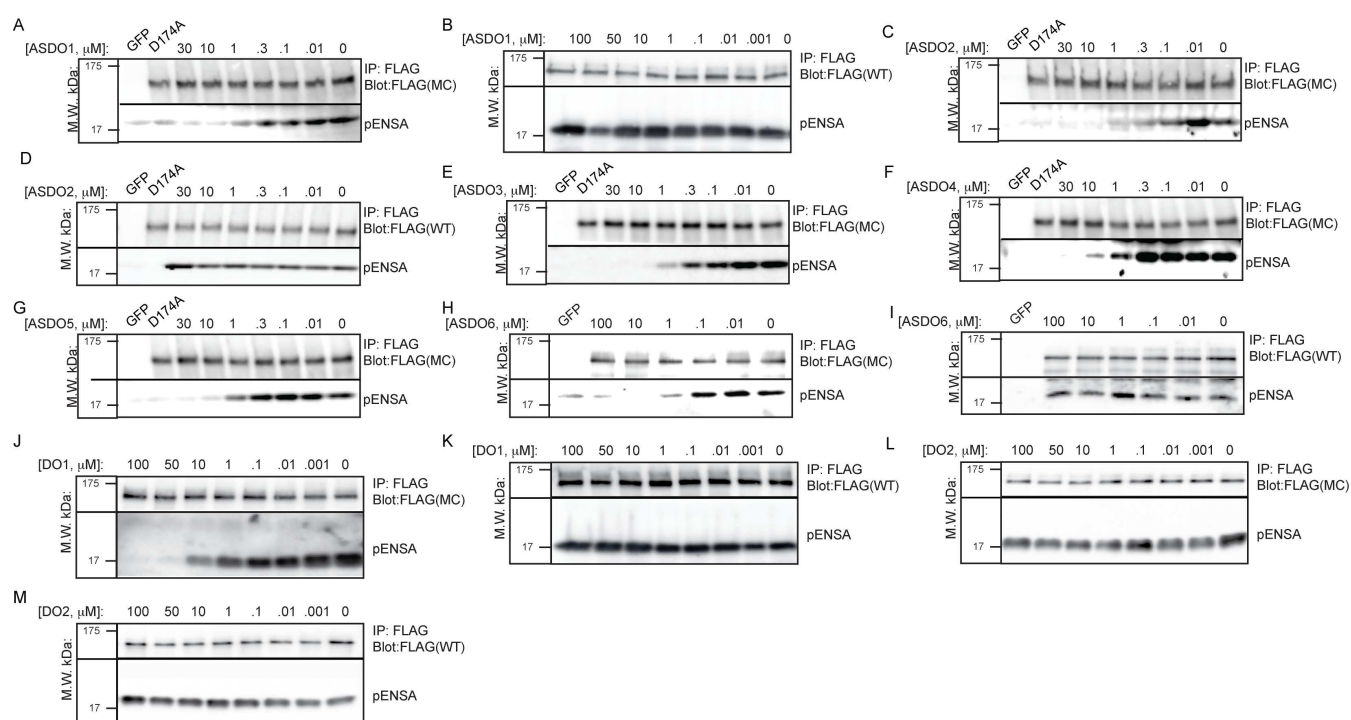 A
[ASDO1, μM]: GFP D174A 30 10 1 .3 .1 .01 0
M.W. kDa:
175
17
IP: FLAG
Blot:FLAG(MC)
pENSA
B
[ASDO1, μM]: 100 50 10 1 .1 .01 .001 0
M.W. kDa:
175
17
IP: FLAG
Blot:FLAG(WT)
pENSA
C
[ASDO2, μM]: GFP D174A 30 10 1 .3 .1 .01 0
M.W. kDa:
175
17
IP: FLAG
Blot:FLAG(MC)
pENSA
D
[ASDO2, μM]: GFP D174A 30 10 1 .3 .1 .01 0
M.W. kDa:
175
17
IP: FLAG
Blot:FLAG(WT)
pENSA
E
[ASDO3, μM]: GFP D174A 30 10 1 .3 .1 .01 0
M.W. kDa:
175
17
IP: FLAG
Blot:FLAG(MC)
pENSA
F
[ASDO4, μM]: GFP D174A 30 10 1 .3 .1 .01 0
M.W. kDa:
175
17
IP: FLAG
Blot:FLAG(MC)
pENSA
G
[ASDO5, μM]: GFP D174A 30 10 1 .3 .1 .01 0
M.W. kDa:
175
17
IP: FLAG
Blot:FLAG(MC)
pENSA
H
[ASDO6, μM]: GFP 100 10 1 .1 .01 0
M.W. kDa:
175
17
IP: FLAG
Blot:FLAG(MC)
pENSA
I
[ASDO6, μM]: GFP 100 10 1 .1 .01 0
M.W. kDa:
175
17
IP: FLAG
Blot:FLAG(WT)
pENSA
J
[DO1, μM]: 100 50 10 1 .1 .01 .001 0
M.W. kDa:
175
17
IP: FLAG
Blot:FLAG(MC)
pENSA
K
[DO1, μM]: 100 50 10 1 .1 .01 .001 0
M.W. kDa:
175
17
IP: FLAG
Blot:FLAG(WT)
pENSA
L
[DO2, μM]: 100 50 10 1 .1 .01 .001 0
M.W. kDa:
175
17
IP: FLAG
Blot:FLAG(MC)
pENSA
M
[DO2, μM]: 100 50 10 1 .1 .01 .001 0
M.W. kDa:
175
17
IP: FLAG
Blot:FLAG(WT)
pENSA